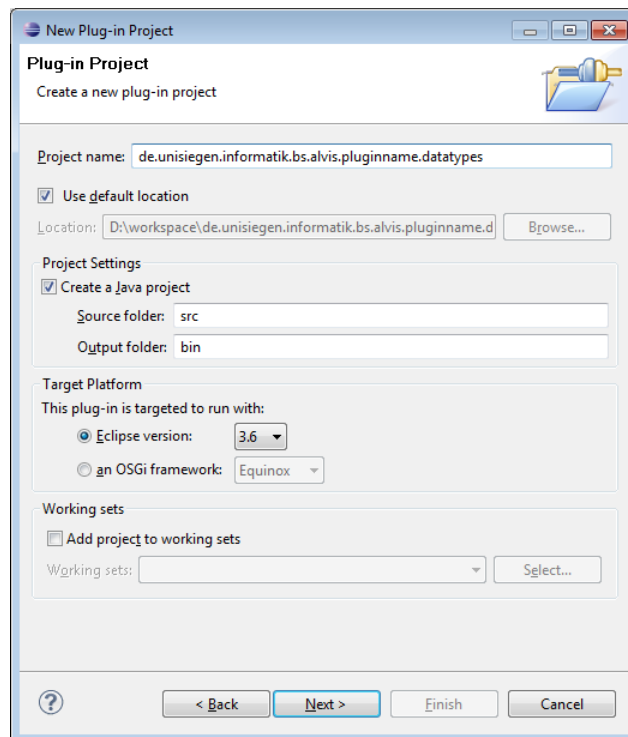 New Plug-in Project
Plug-in Project
Create a new plug-in project
Project name: de.unisiegen.informatik.bs.alvis.pluginname.datatypes
Use default location
Location: D:\workspace\de.unisiegen.informatik.bs.alvis.pluginname.d Browse...
Project Settings
Create a Java project
Source folder: src
Output folder: bin
Target Platform
This plug-in is targeted to run with:
Eclipse version: 3.6
an OSGi framework: Equinox
Working sets
Add project to working sets
Working sets: Select...
? < Back Next > Finish Cancel